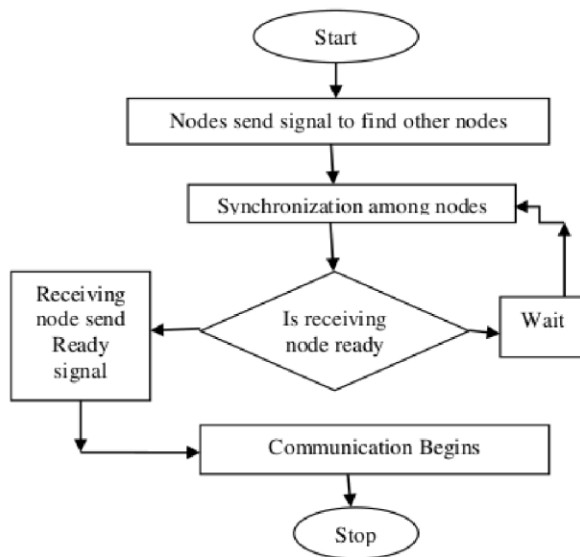 Start
Nodes send signal to find other nodes
Synchronization among nodes
Receiving
node send
Ready
signal
Is receiving
node ready
Wait
Communication Begins
Stop